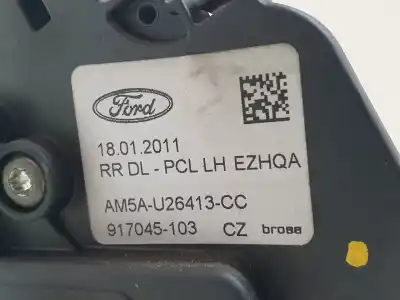 Ford
18.01.2011
RR DL - PCL LH EZHQA
AM5A-U26413-CC
917045-103 CZ brose